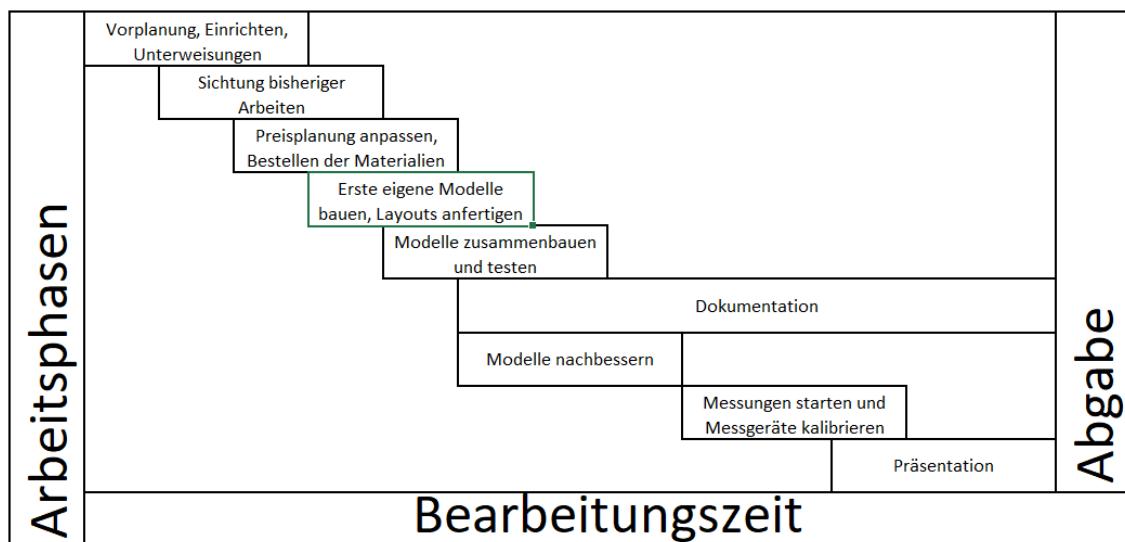 Vorplanung, Einrichten,
Unterweisungen
Sichtung bisheriger
Arbeiten
Preisplanung anpassen,
Bestellen der Materialien
Erste eigene Modelle
bauen, Layouts anfertigen
Modelle zusammenbauen
und testen
Dokumentation
Modelle nachbessern
Messungen starten und
Messgeräte kalibrieren
Präsentation
Arbeitsphasen
Abgabe
Bearbeitungszeit